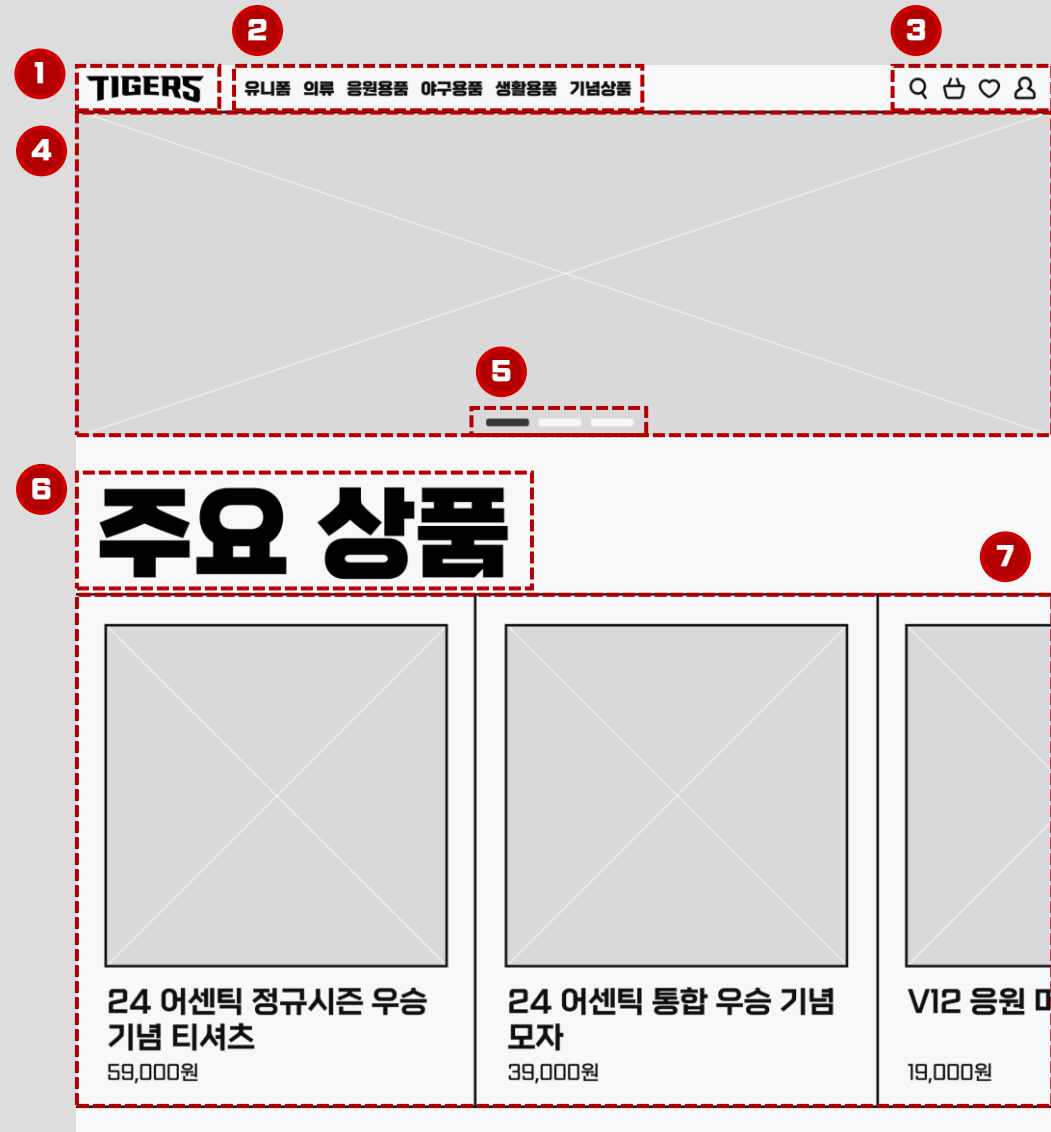 1
2
3
TIGERS
유니폼 의류 응원용품 야구용품 생활용품 기념상품
4
5
6
주요 상품
7
24 어센틱 정규시즌 우승
기념 티셔츠
59,000원
24 어센틱 통합 우승 기념
모자
39,000원
V12 응원
19,000원